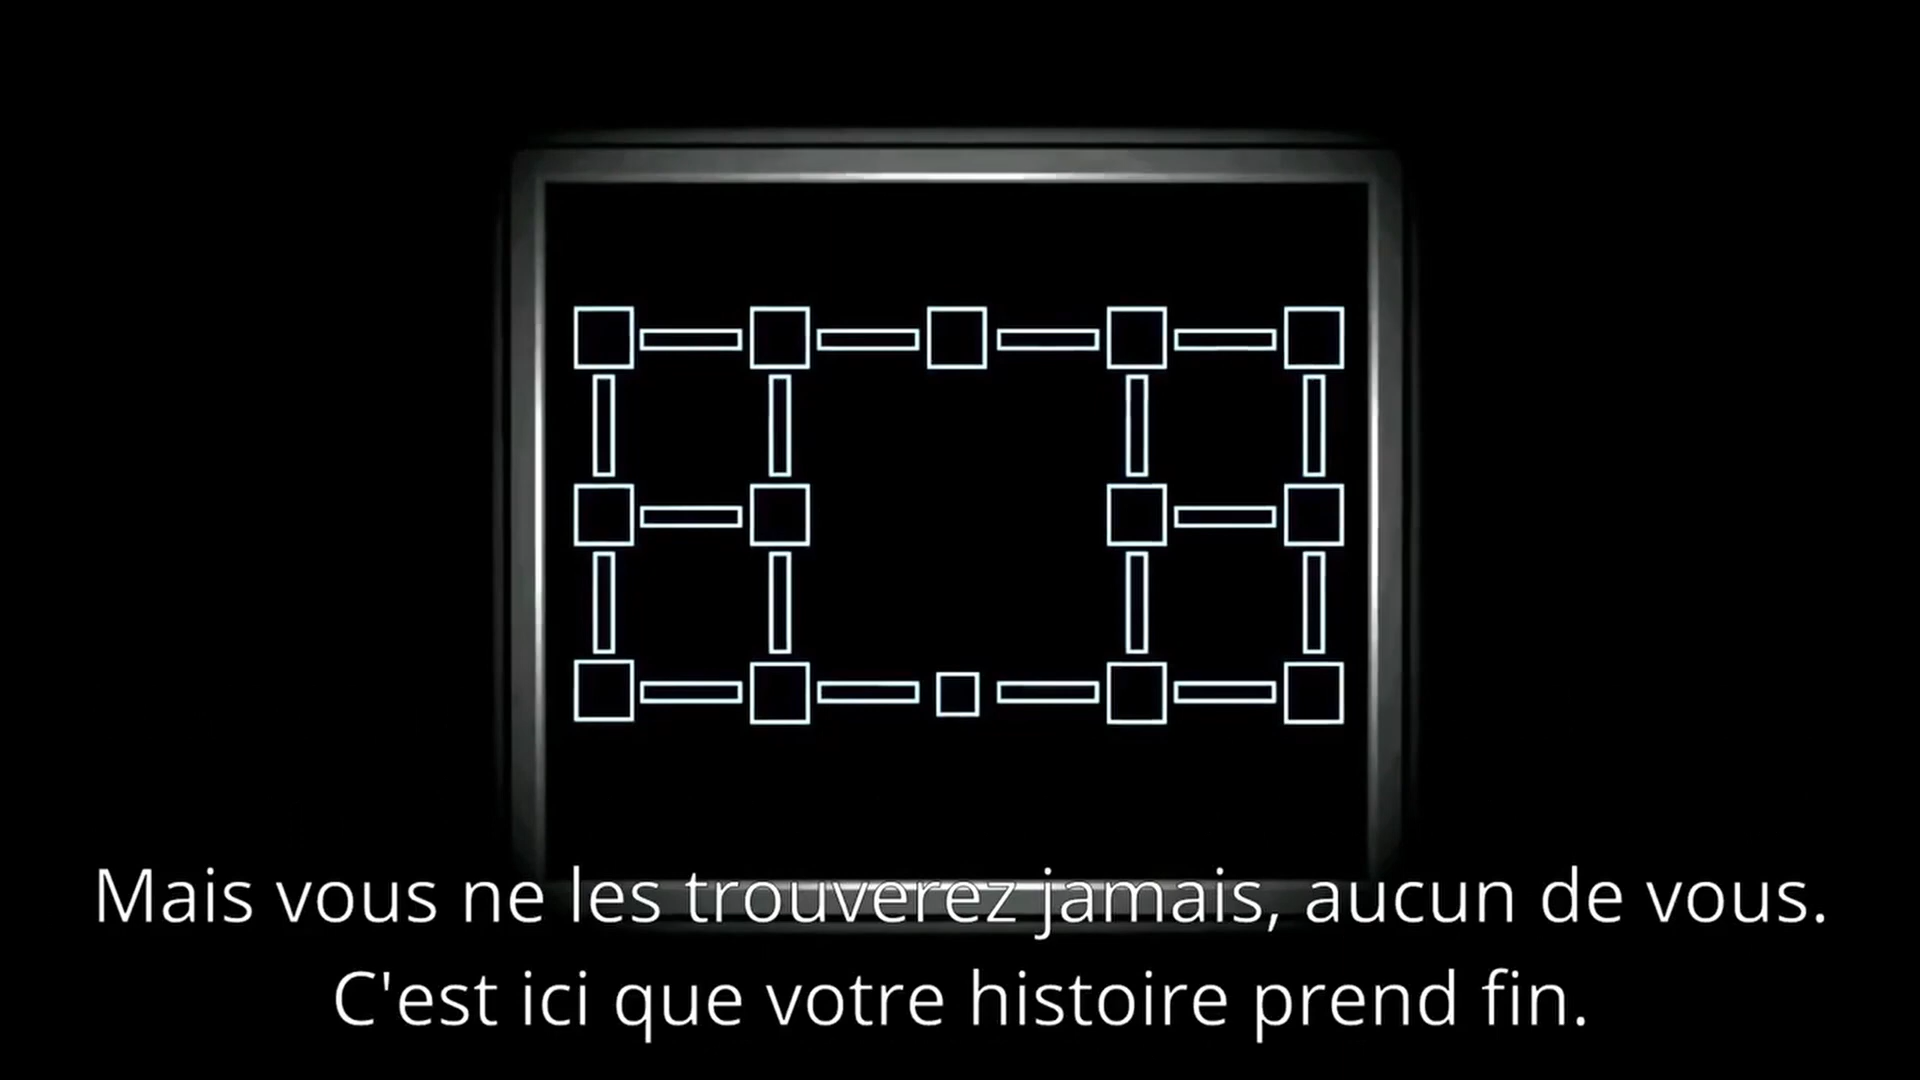 Mais vous ne les trouverez jamais, aucun de vous.
C'est ici que votre histoire prend fin.